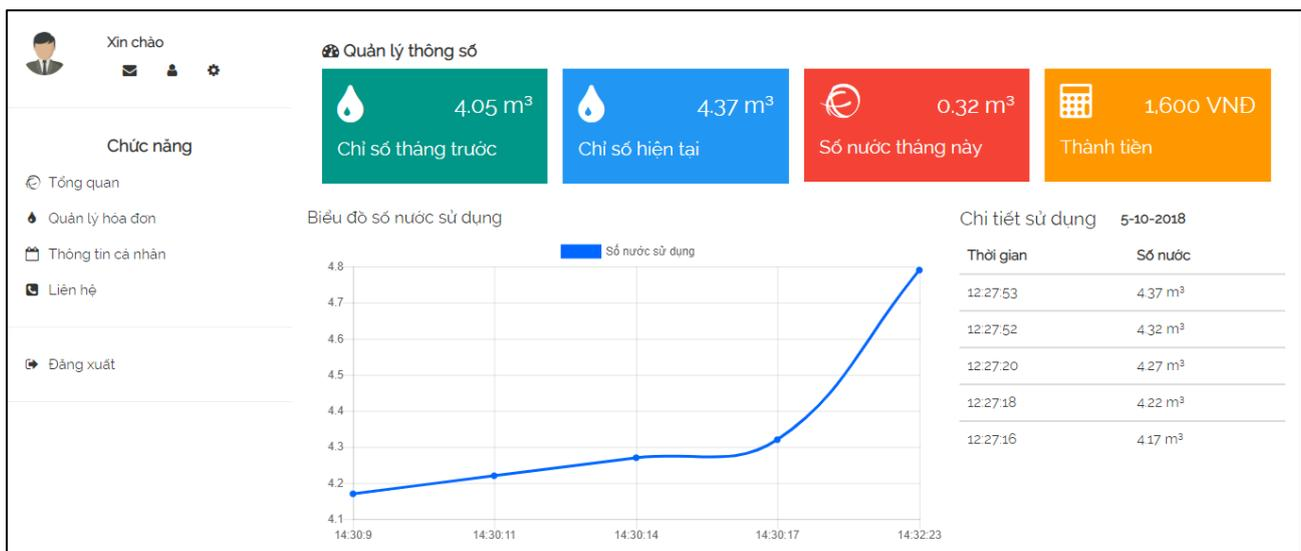 Xin chào
Chức năng
Tổng quan
Quản lý hóa đơn
Thông tin cá nhân
Liên hệ
Đăng xuất
Quản lý thông số
4.05 m³
Chỉ số tháng trước
4.37 m³
Chỉ số hiện tại
0.32 m³
Số nước tháng này
1,600 VNĐ
Thành tiền
Biểu đồ số nước sử dụng
Số nước sử dụng
4.8
4.7
4.6
4.5
4.4
4.3
4.2
4.1
14:30:9 14:30:11 14:30:14 14:30:17 14:32:23
Chi tiết sử dụng 5-10-2018
Thời gian Số nước
12:27:53 4.37 m³
12:27:52 4.32 m³
12:27:20 4.27 m³
12:27:18 4.22 m³
12:27:16 4.17 m³